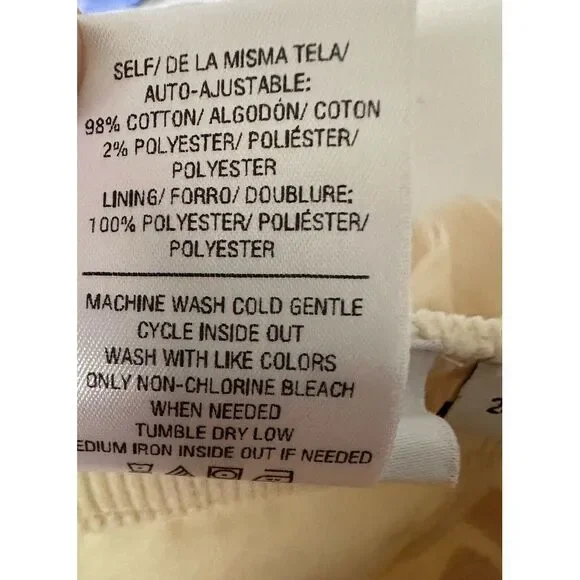 SELF/ DE LA MISMA TELA/
AUTO-AJUSTABLE:
98% COTTON/ ALGODÓN/ COTON
2% POLYESTER/ POLIÉSTER/
POLYESTER
LINING/ FORRO/ DOUBLURE:
100% POLYESTER/ POLIÉSTER/
POLYESTER
MACHINE WASH COLD GENTLE
CYCLE INSIDE OUT
WASH WITH LIKE COLORS
ONLY NON-CHLORINE BLEACH
WHEN NEEDED
TUMBLE DRY LOW
EDIUM IRON INSIDE OUT IF NEEDED
2